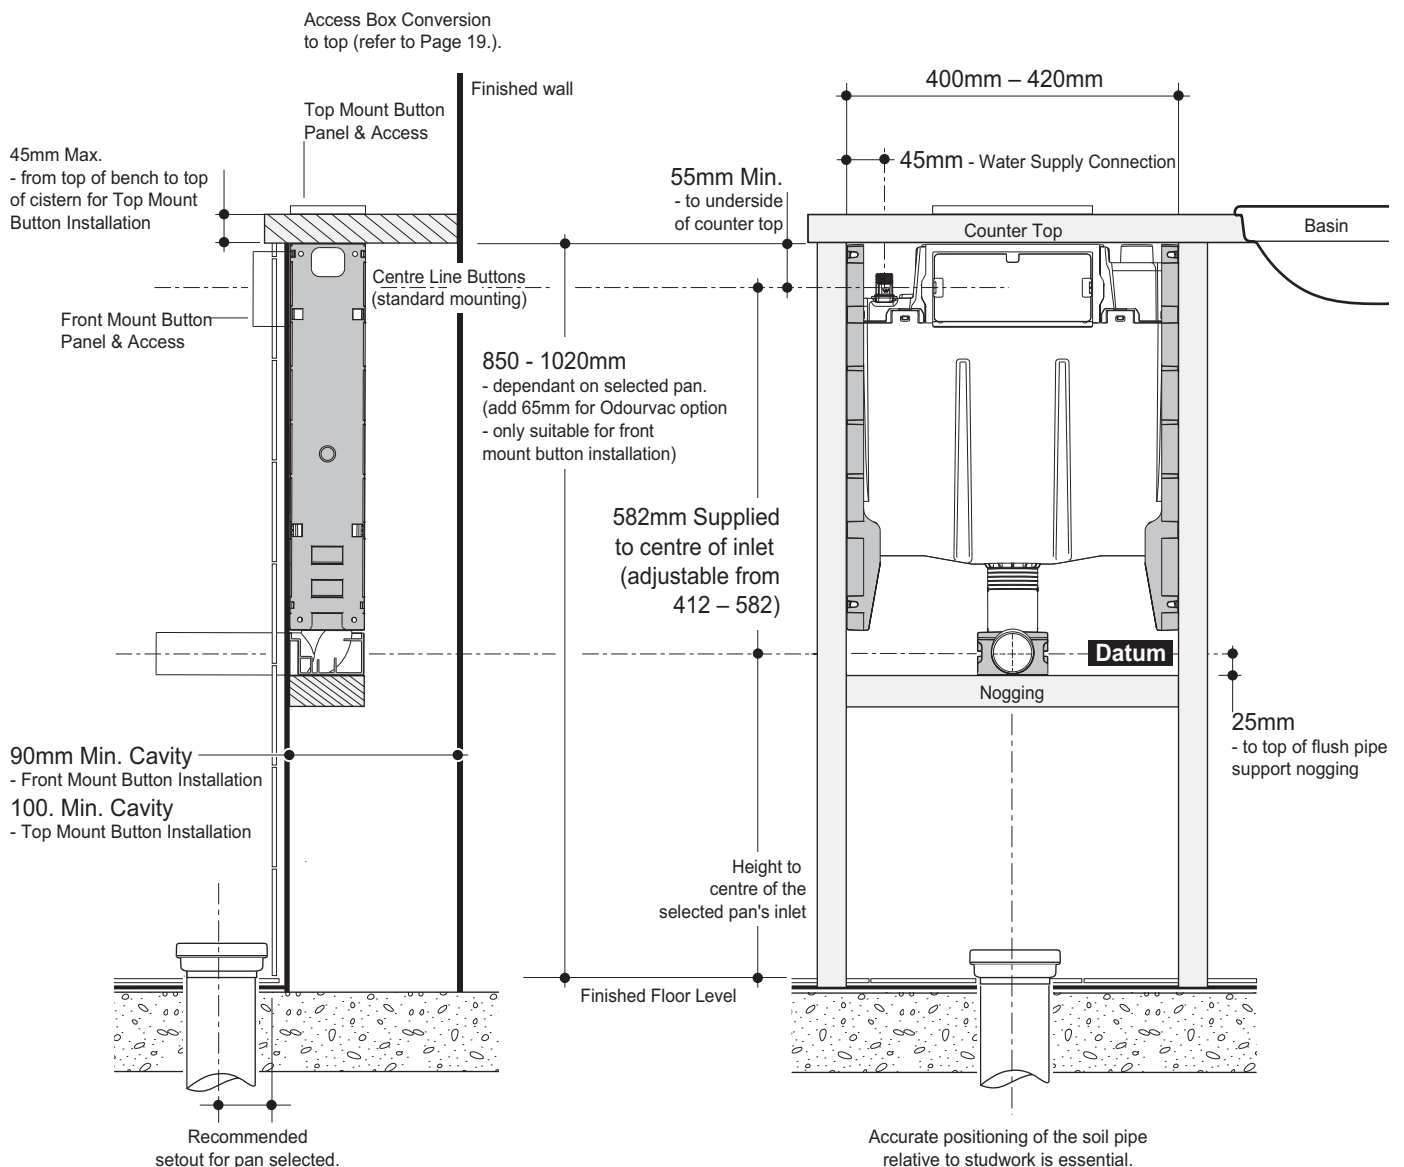 Access Box Conversion
to top (refer to Page 19.).
Finished wall
Top Mount Button
Panel & Access
45mm Max.
- from top of bench to top
of cistern for Top Mount
Button Installation
Centre Line Buttons
(standard mounting)
Front Mount Button
Panel & Access
850 - 1020mm
- dependant on selected pan.
(add 65mm for Odourvac option
- only suitable for front
mount button installation)
90mm Min. Cavity
- Front Mount Button Installation
100. Min. Cavity
- Top Mount Button Installation
Recommended
setout for pan selected.
400mm – 420mm
45mm - Water Supply Connection
55mm Min.
- to underside
of counter top
Counter Top
Basin
582mm Supplied
to centre of inlet
(adjustable from
412 – 582)
Datum
Nogging
25mm
- to top of flush pipe
support nogging
Height to
centre of the
selected pan's inlet
Finished Floor Level
Accurate positioning of the soil pipe
relative to studwork is essential.